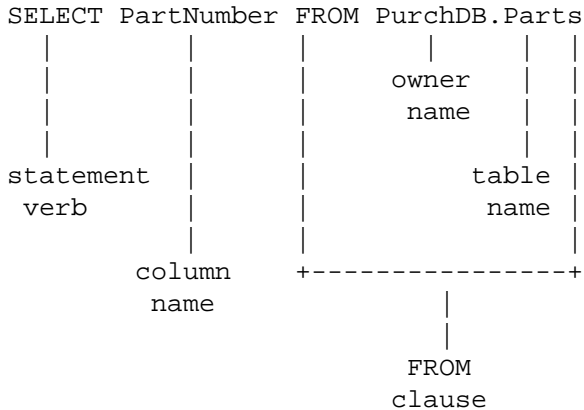 SELECT PartNumber FROM PurchDB.Parts
owner
name
statement table
verb name
column
name
FROM
clause